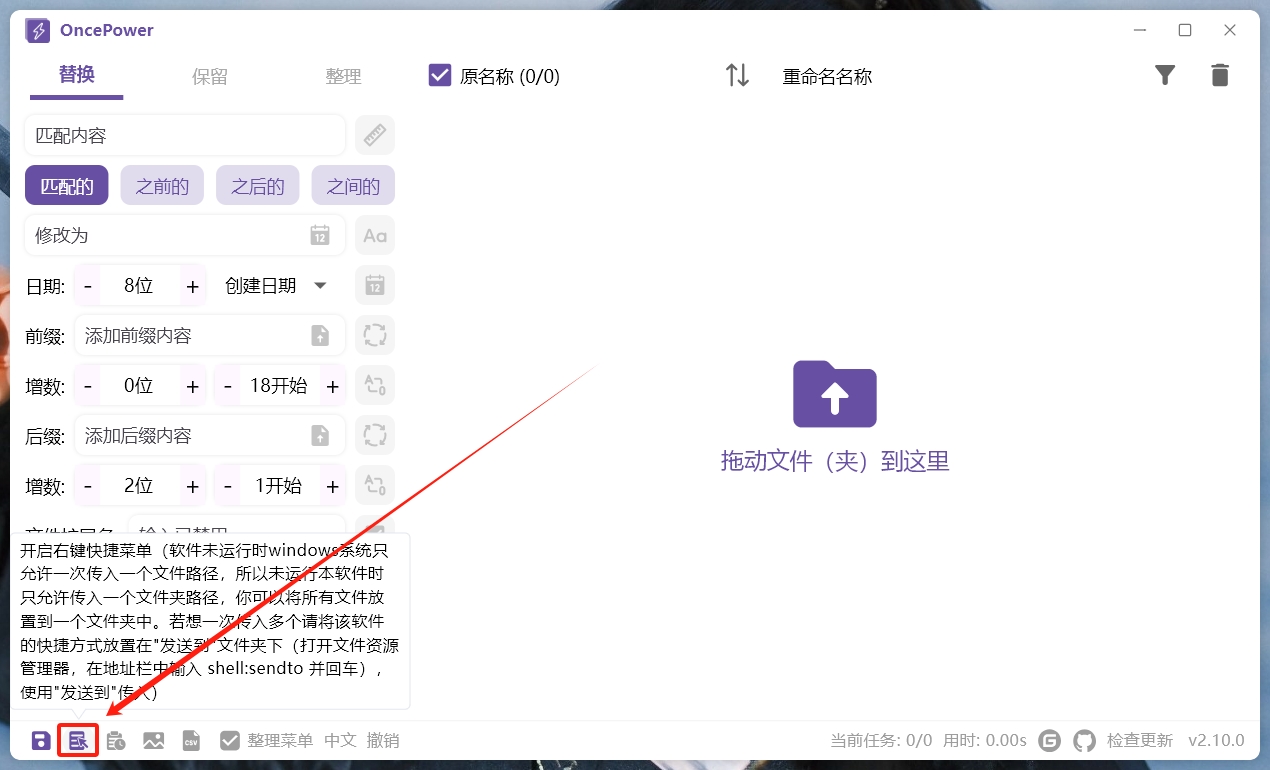 OncePower
替换 保留 整理
原名称 (0/0) 重命名名称
匹配内容
匹配的 之前的 之后的 之间的
修改为 12 Aa
日期: - 8位 + 创建日期 12
前缀: 添加前缀内容
增数: - 0位 + - 18开始 + A 0
后缀: 添加后缀内容
增数: - 2位 + - 1开始 + A 0
拖动文件（夹）到这里
开启右键快捷菜单（软件未运行时windows系统只
允许一次传入一个文件路径，所以未运行本软件时
只允许传入一个文件夹路径，你可以将所有文件放
置到一个文件夹中。若想一次传入多个请将该软件
的快捷方式放置在"发送到"文件夹下（打开文件资源
管理器，在地址栏中输入 shell:sendto 并回车），
使用"发送到"传入）
CSV 整理菜单 中文 撤销 当前任务: 0/0 用时: 0.00s G 检查更新 v2.10.0